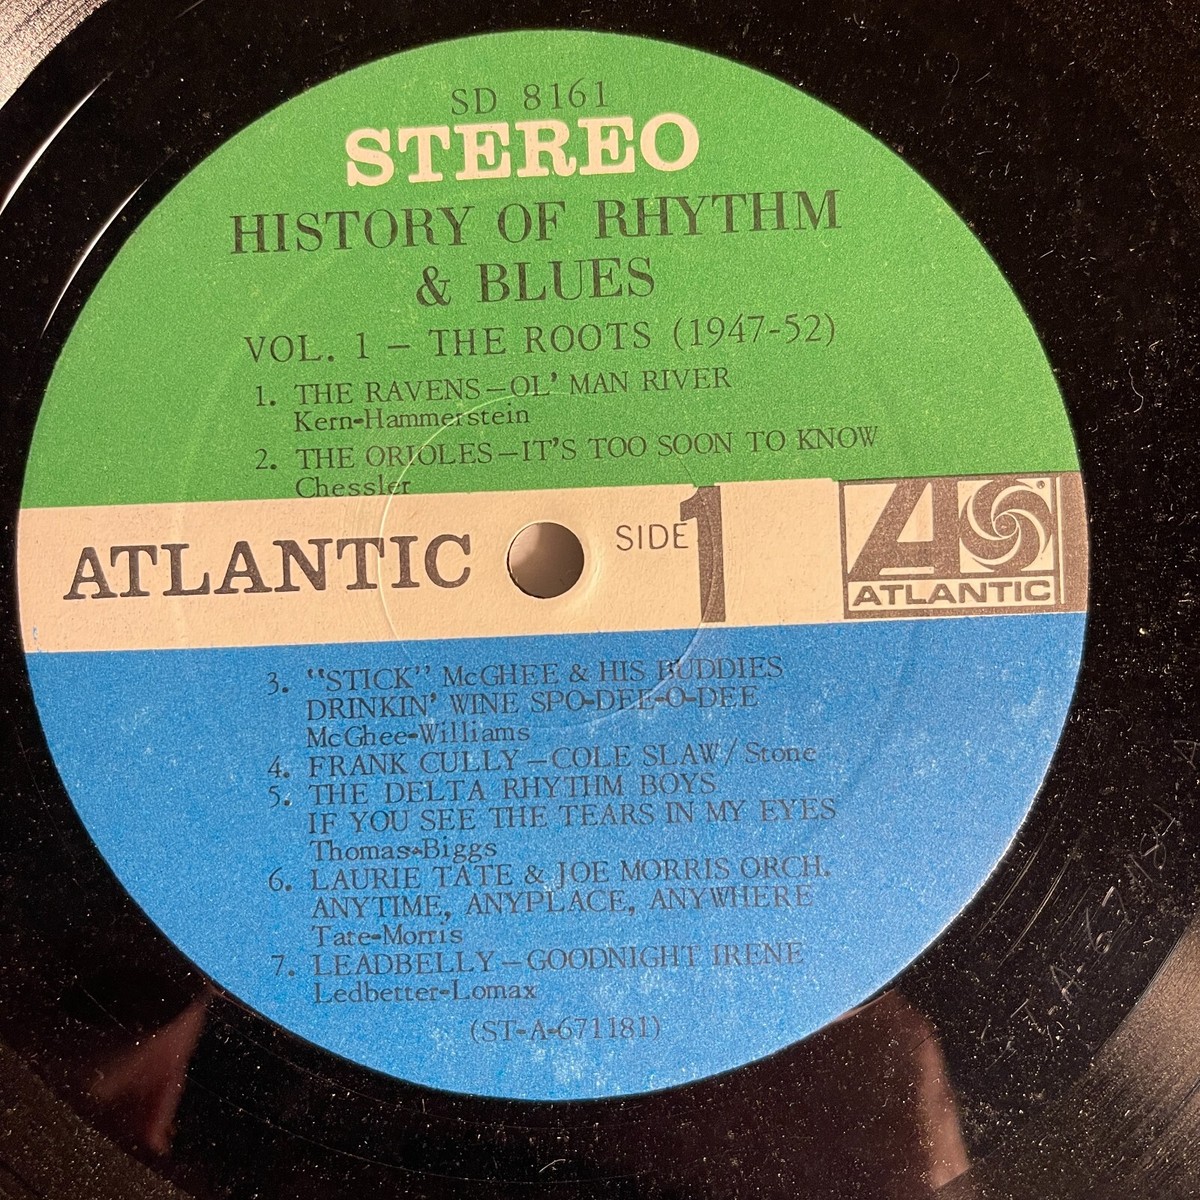 SD 8161
STEREO
HISTORY OF RHYTHM
& BLUES
VOL. 1 – THE ROOTS (1947-52)
1. THE RAVENS–OL' MAN RIVER
Kern-Hammerstein
2. THE ORIOLES–IT'S TOO SOON TO KNOW
Chessler
ATLANTIC
SIDE 1
A
ATLANTIC
3. "STICK" McGHEE & HIS BUDDIES
DRINKIN' WINE SPO-DEE-O-DEE
McGhee-Williams
4. FRANK CULLY–COLE SLAW/Stone
5. THE DELTA RHYTHM BOYS
IF YOU SEE THE TEARS IN MY EYES
Thomas-Biggs
6. LAURIE TATE & JOE MORRIS ORCH.
ANYTIME, ANYPLACE, ANYWHERE
Tate-Morris
7. LEADBELLY–GOODNIGHT IRENE
Ledbetter-Lomax
(ST-A-671181)